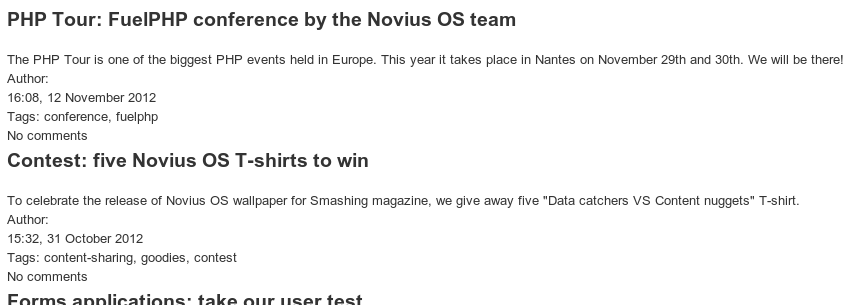 PHP Tour: FuelPHP conference by the Novius OS team
The PHP Tour is one of the biggest PHP events held in Europe. This year it takes place in Nantes on November 29th and 30th. We will be there!
Author:
16:08, 12 November 2012
Tags: conference, fuelphp
No comments
Contest: five Novius OS T-shirts to win
To celebrate the release of Novius OS wallpaper for Smashing magazine, we give away five "Data catchers VS Content nuggets" T-shirt.
Author:
15:32, 31 October 2012
Tags: content-sharing, goodies, contest
No comments
Forms applications: take our user test